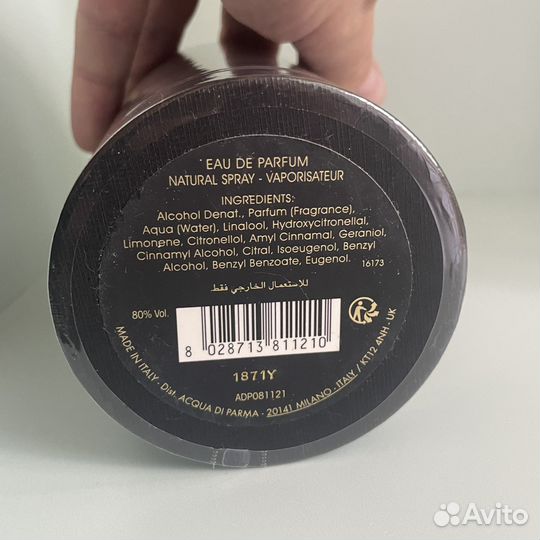 EAU DE PARFUM
NATURAL SPRAY - VAPORISATEUR
INGREDIENTS:
Alcohol Denat., Parfum (Fragrance),
Aqua (Water), Linalool, Hydroxycitronellal,
Limonene, Citronellol, Amyl Cinnamal, Geraniol,
Cinnamyl Alcohol, Citral, Isoeugenol, Benzyl
Alcohol, Benzyl Benzoate, Eugenol.
16173
للإستعمال الخارجي فقط
80% Vol.
8 028713 811210
1871Y
ADP081121
MADE IN ITALY - Dist. ACQUA DI PARMA - 20141 MILANO - ITALY / KT12 4NH - UK
Avito